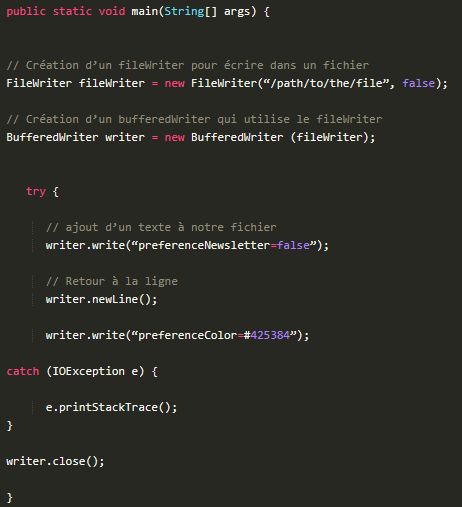 public static void main(String[] args) {
// Création d’un fileWriter pour écrire dans un fichier
FileWriter fileWriter = new FileWriter(“/path/to/the/file”, false);
// Création d’un bufferedWriter qui utilise le fileWriter
BufferedWriter writer = new BufferedWriter (fileWriter);
try {
// ajout d’un texte à notre fichier
writer.write(“preferenceNewsletter=false”);
// Retour à la ligne
writer.newLine();
writer.write(“preferenceColor=#425384”);
catch (IOException e) {
e.printStackTrace();
}
writer.close();
}